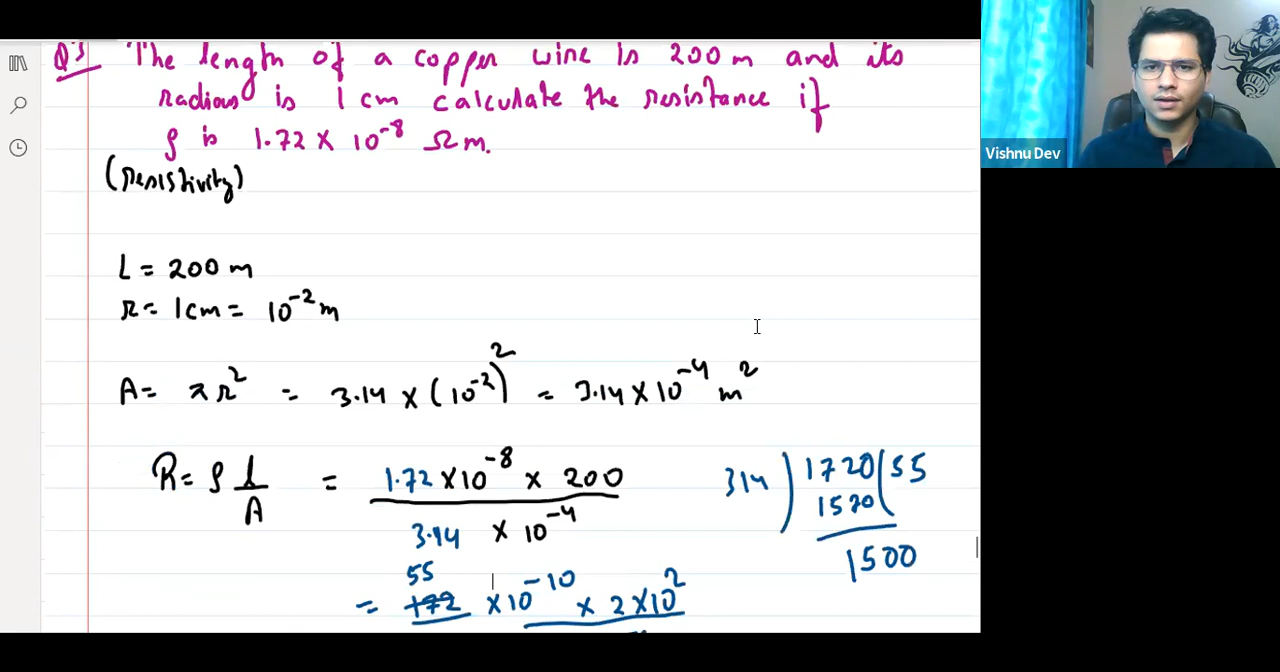 Q3 The length of a copper wire is 200 m and its
radius is 1 cm calculate the resistance if
ρ is 1.72 × 10⁻⁸ Ωm.
(resistivity)
L = 200 m
r = 1cm = 10⁻² m
A = πr² = 3.14 × (10⁻²)² = 3.14 × 10⁻⁴ m²
R = ρ l/A = 1.72 × 10⁻⁸ × 200 / 3.14 × 10⁻⁴
314 ) 1720 ( 55
1570
1500
55
= 172 × 10⁻¹⁰ × 2 × 10²
Vishnu Dev